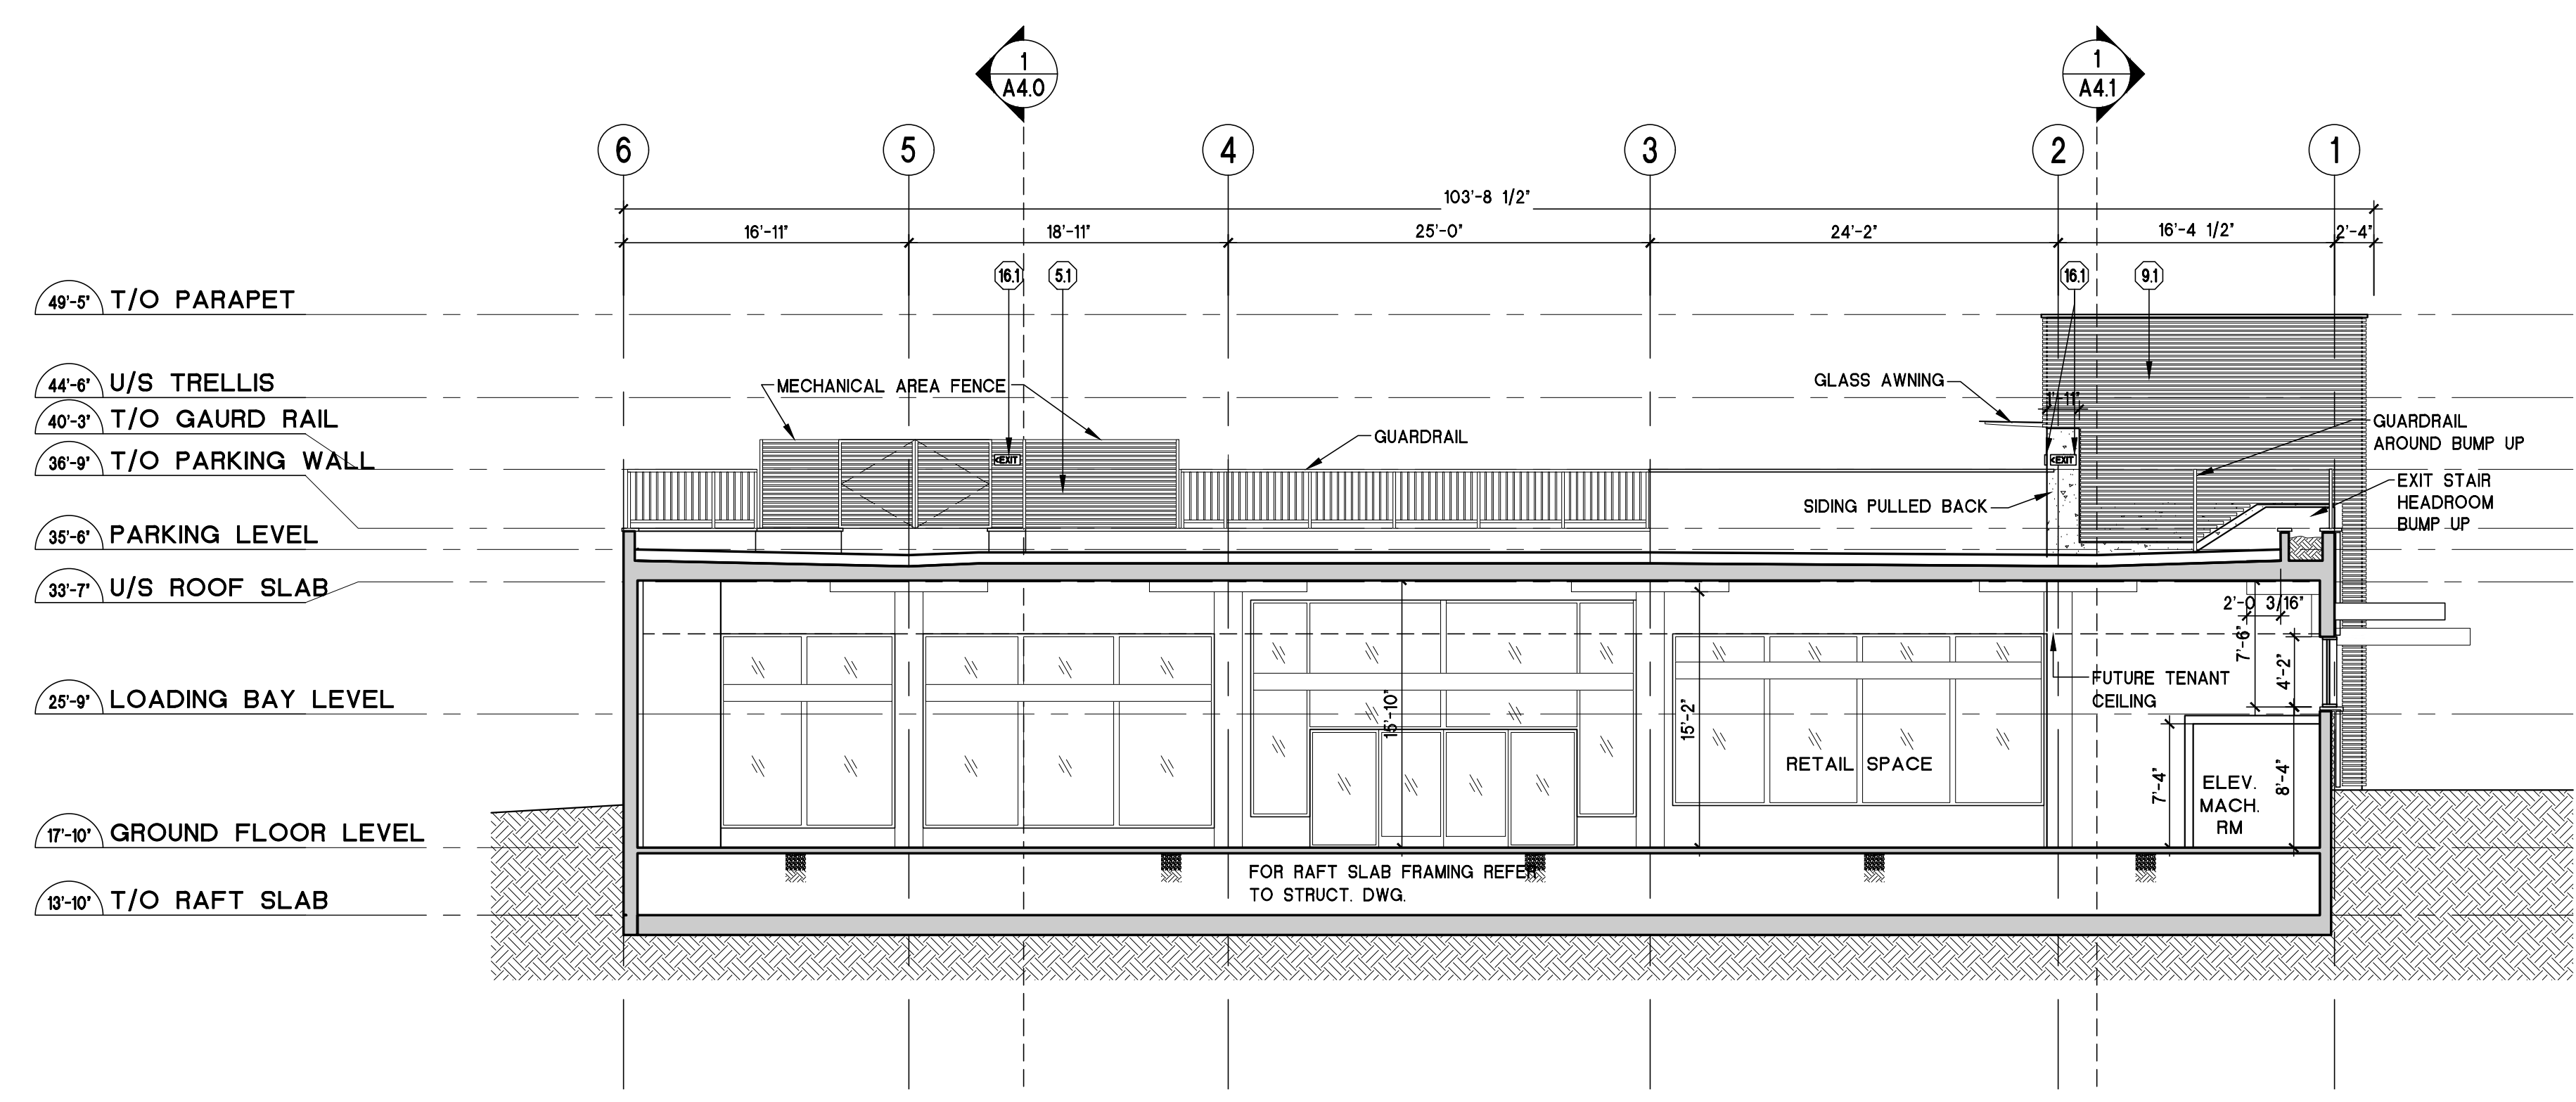 1
A4.0
1
A4.1
6
5
4
3
2
1
103'-8 1/2"
16'-11"
18'-11"
25'-0"
24'-2"
16'-4 1/2"
2'-4"
16.1
5.1
16.1
9.1
49'-5" T/O PARAPET
44'-6" U/S TRELLIS
40'-3" T/O GAURD RAIL
36'-9" T/O PARKING WALL
35'-6" PARKING LEVEL
33'-7" U/S ROOF SLAB
25'-9" LOADING BAY LEVEL
17'-10" GROUND FLOOR LEVEL
13'-10" T/O RAFT SLAB
MECHANICAL AREA FENCE
<EXIT
GUARDRAIL
GLASS AWNING
1'-11"
<EXIT
SIDING PULLED BACK
GUARDRAIL
AROUND BUMP UP
EXIT STAIR
HEADROOM
BUMP UP
2'-0 3/16"
7'-6"
4'-2"
FUTURE TENANT
CEILING
15'-10"
15'-2"
RETAIL SPACE
7'-4"
8'-4"
ELEV.
MACH.
RM
FOR RAFT SLAB FRAMING REFER
TO STRUCT. DWG.